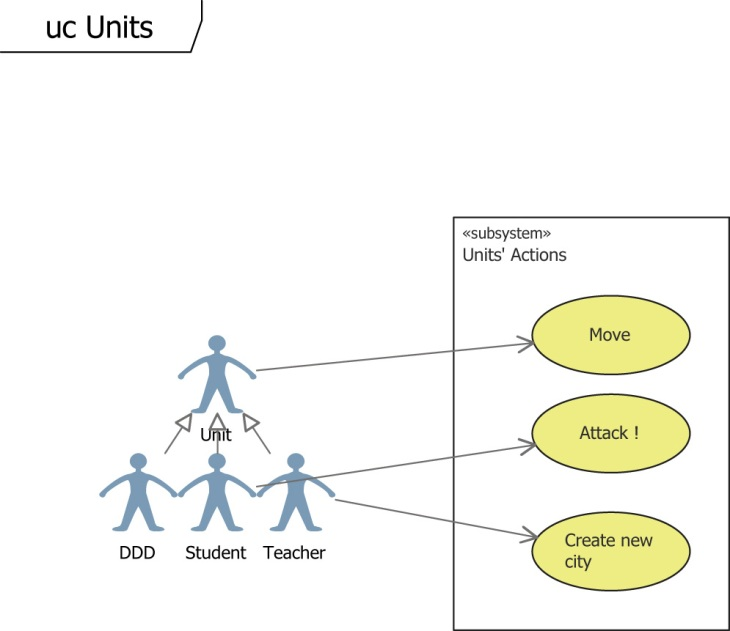 uc Units
«subsystem»
Units' Actions
Move
Unit
Attack !
DDD
Student
Teacher
Create new
city